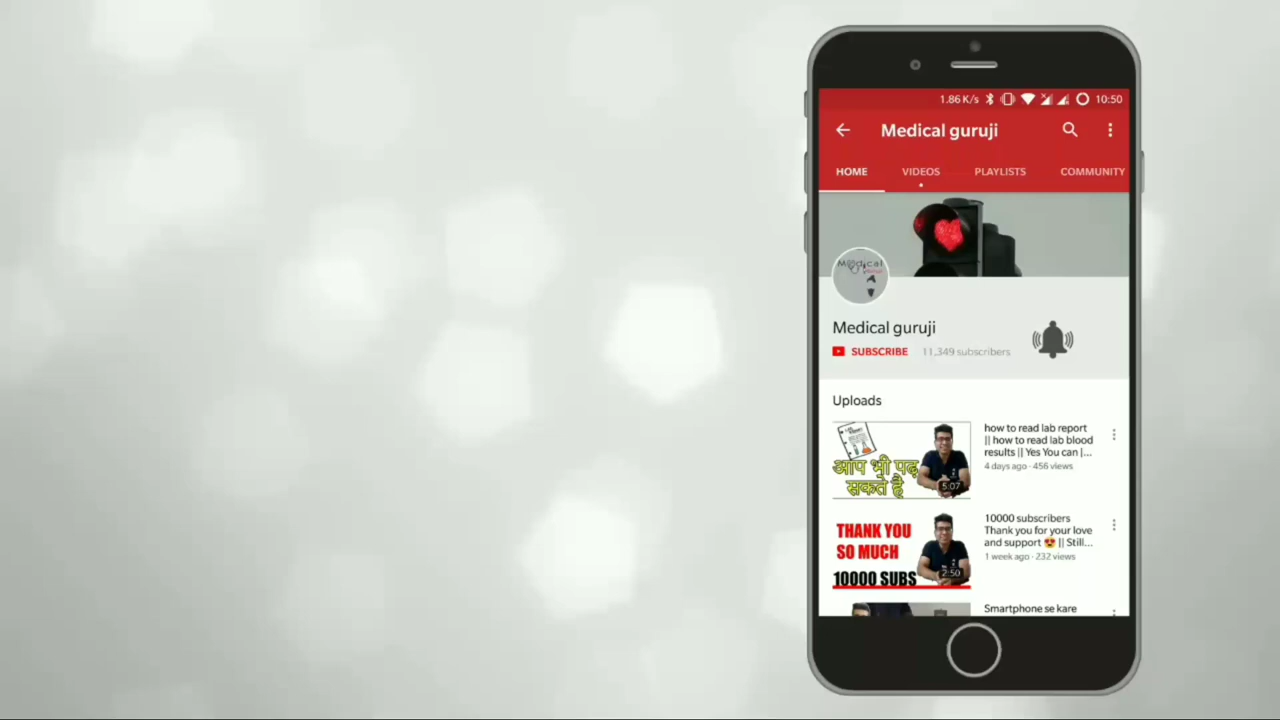 1.86 K/s 10:50
Medical guruji
HOME VIDEOS PLAYLISTS COMMUNITY
Medical
Medical guruji
SUBSCRIBE 11,349 subscribers
Uploads
how to read lab report
|| how to read lab blood
results || Yes You can |...
4 days ago · 456 views
आप भी पढ़
सकते है
5:07
10000 subscribers
Thank you for your love
and support 😍 || Still...
1 week ago · 232 views
THANK YOU
SO MUCH
10000 SUBS
2:50
Smartphone se kare